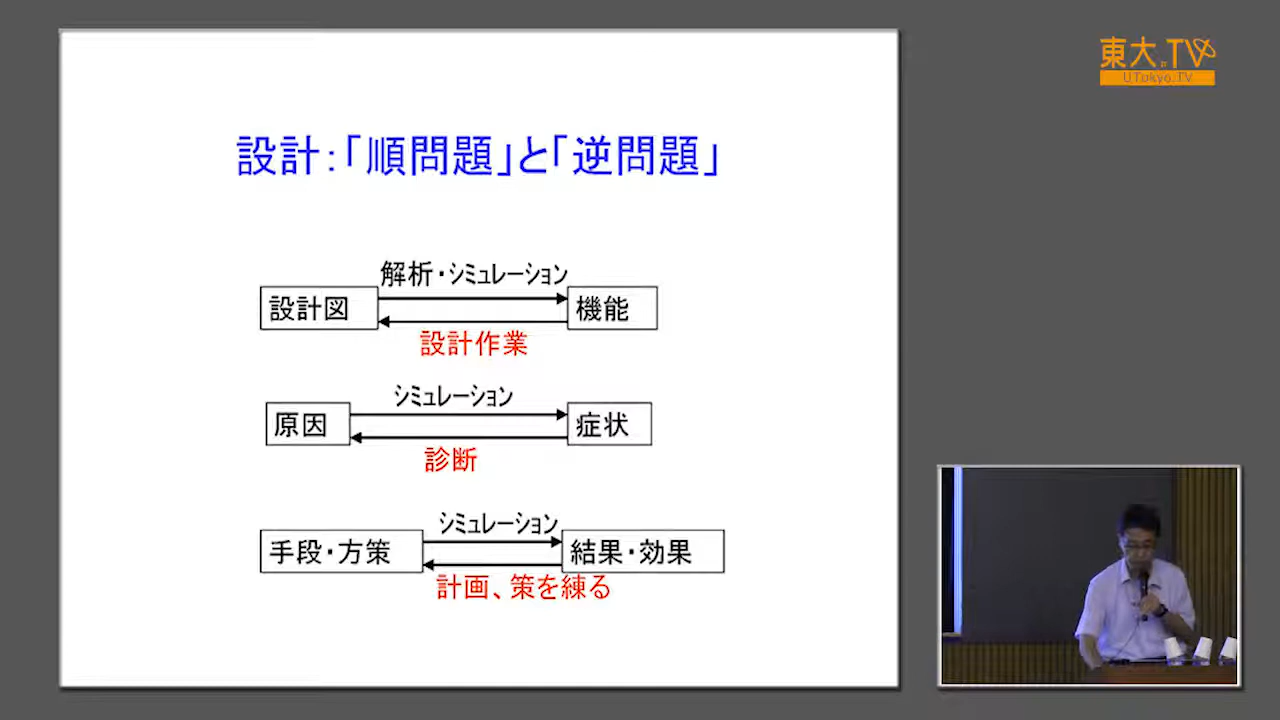 東大.TV
UTokyo.TV
設計：「順問題」と「逆問題」
解析・シミュレーション
設計図
機能
設計作業
シミュレーション
原因
症状
診断
シミュレーション
手段・方策
結果・効果
計画、策を練る